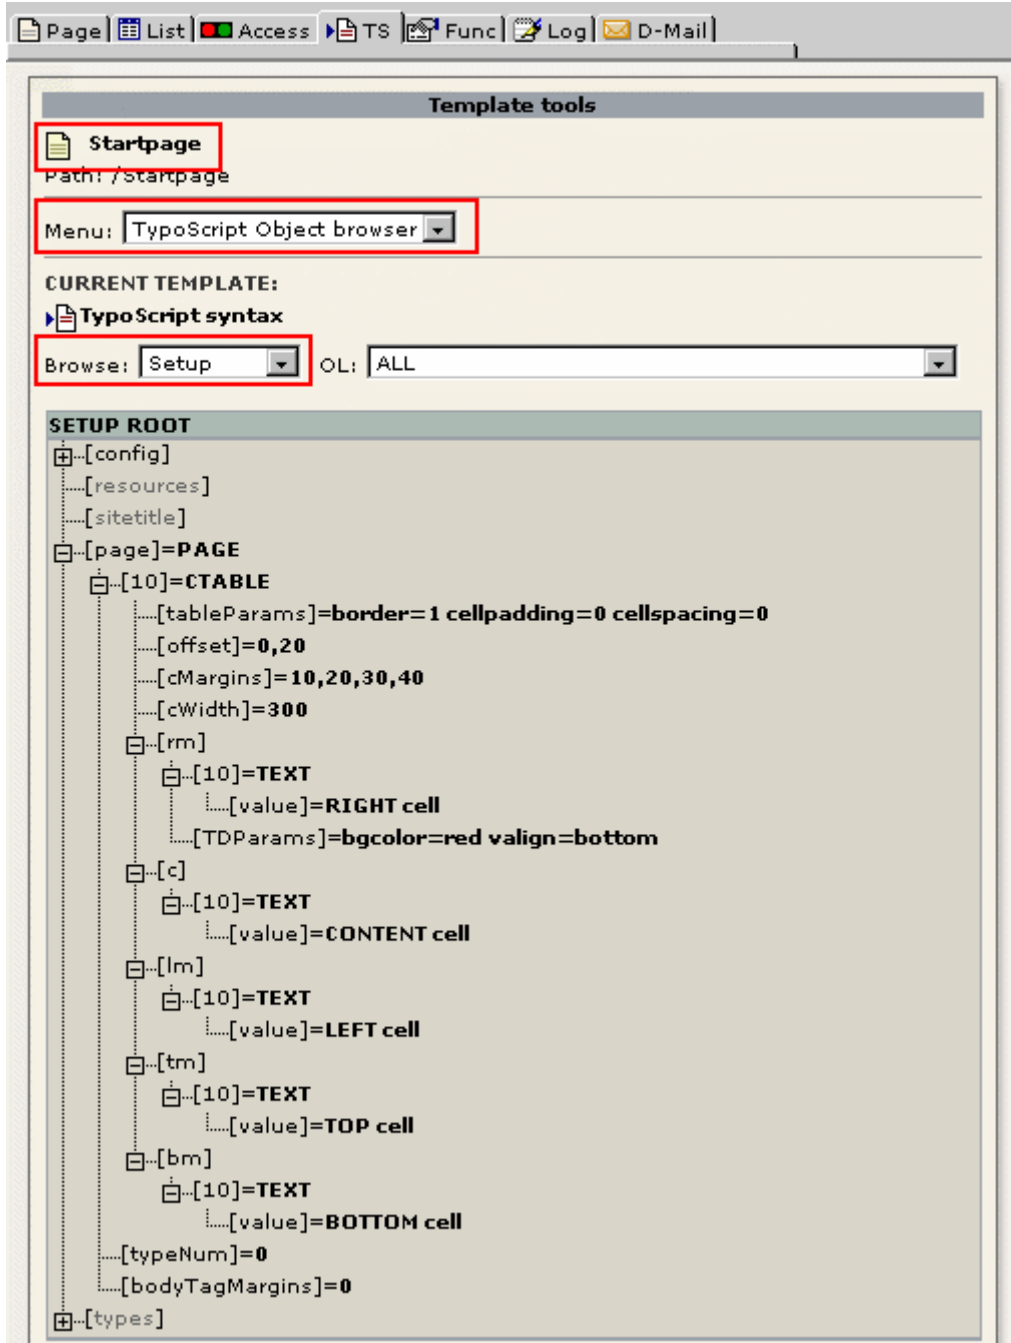 Page List Access TS Func Log D-Mail
Template tools
Startpage
Path: /Startpage
Menu: TypoScript Object browser
CURRENT TEMPLATE:
TypoScript syntax
Browse: Setup OL: ALL
SETUP ROOT
[config]
[resources]
[sitetitle]
[page]=PAGE
[10]=CTABLE
[tableParams]=border=1 cellpadding=0 cellspacing=0
[offset]=0,20
[cMargins]=10,20,30,40
[cWidth]=300
[rm]
[10]=TEXT
[value]=RIGHT cell
[TDParams]=bgcolor=red valign=bottom
[c]
[10]=TEXT
[value]=CONTENT cell
[lm]
[10]=TEXT
[value]=LEFT cell
[tm]
[10]=TEXT
[value]=TOP cell
[bm]
[10]=TEXT
[value]=BOTTOM cell
[typeNum]=0
[bodyTagMargins]=0
[types]